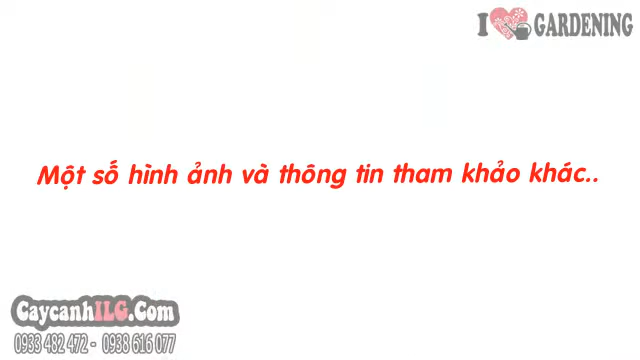 I GARDENING
Một số hình ảnh và thông tin tham khảo khác..
CaycanhILG.Com
0933 482 472 - 0938 616 077